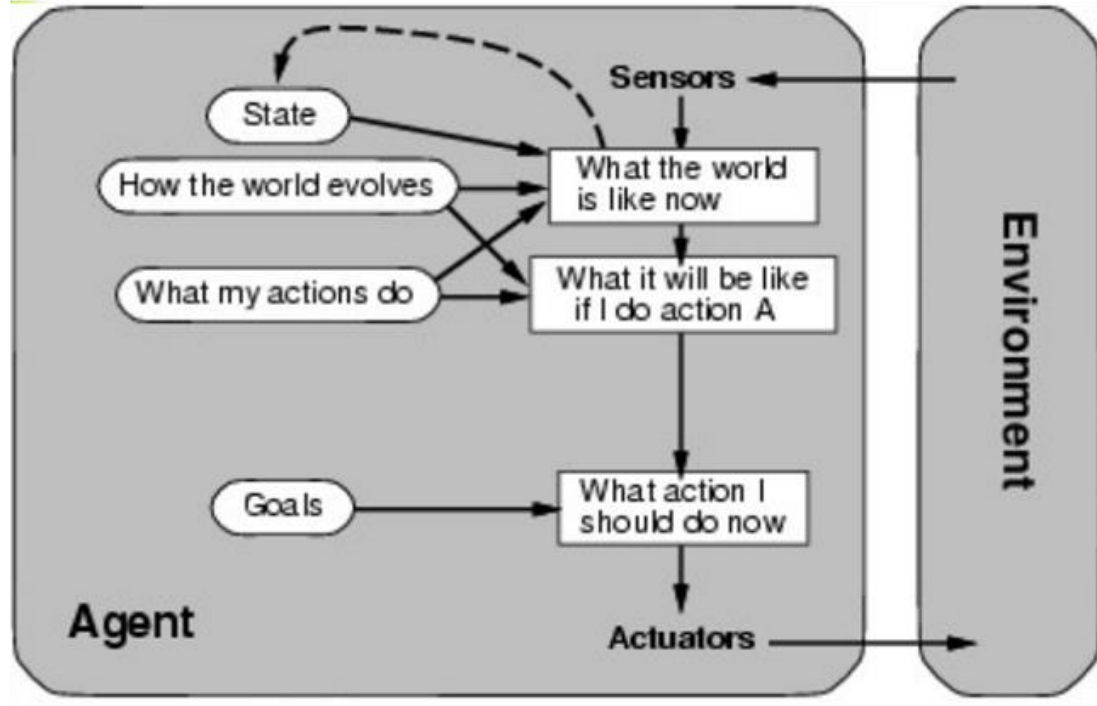 Sensors
State
What the world
is like now
How the world evolves
What it will be like
if I do action A
What my actions do
Environment
What action I
should do now
Goals
Agent
Actuators